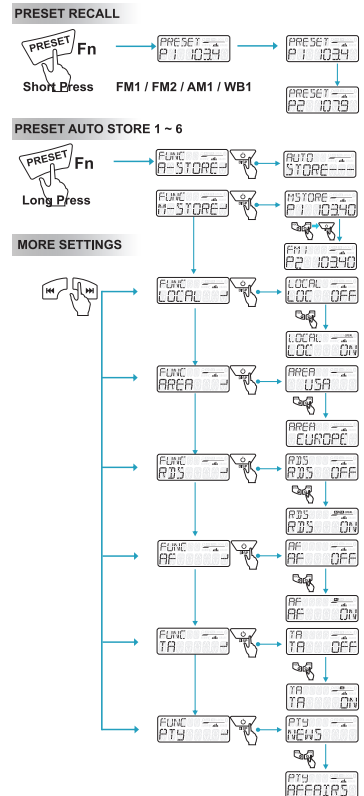 PRESET RECALL
PRESET Fn
PRESET
P1 103.4
PRESET
P1 103.4
Short Press
FM1 / FM2 / AM1 / WB1
PRESET
P2 107.9
PRESET AUTO STORE 1 ~ 6
PRESET Fn
FUNC
A-STORE
AUTO
STORE---
Long Press
FUNC
M-STORE
MSTORE
P1 103.40
FM1
P2 103.40
MORE SETTINGS
FUNC
LOCAL
LOCAL
LOC OFF
LOCAL
LOC ON
FUNC
AREA
AREA
USA
AREA
EUROPE
FUNC
RDS
RDS
RDS OFF
RDS
RDS ON
FUNC
AF
AF
AF OFF
AF
AF ON
FUNC
TA
TA
TA OFF
TA
TA ON
FUNC
PTY
PTY
NEWS
PTY
AFFAIRS